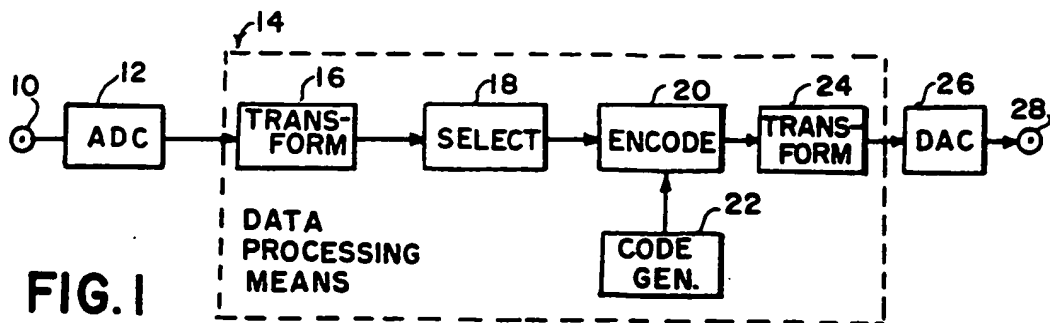 14
10
12
16
18
20
24
26
28
ADC
TRANS-
FORM
SELECT
ENCODE
TRANS-
FORM
DAC
22
DATA
PROCESSING
MEANS
CODE
GEN.
FIG. 1